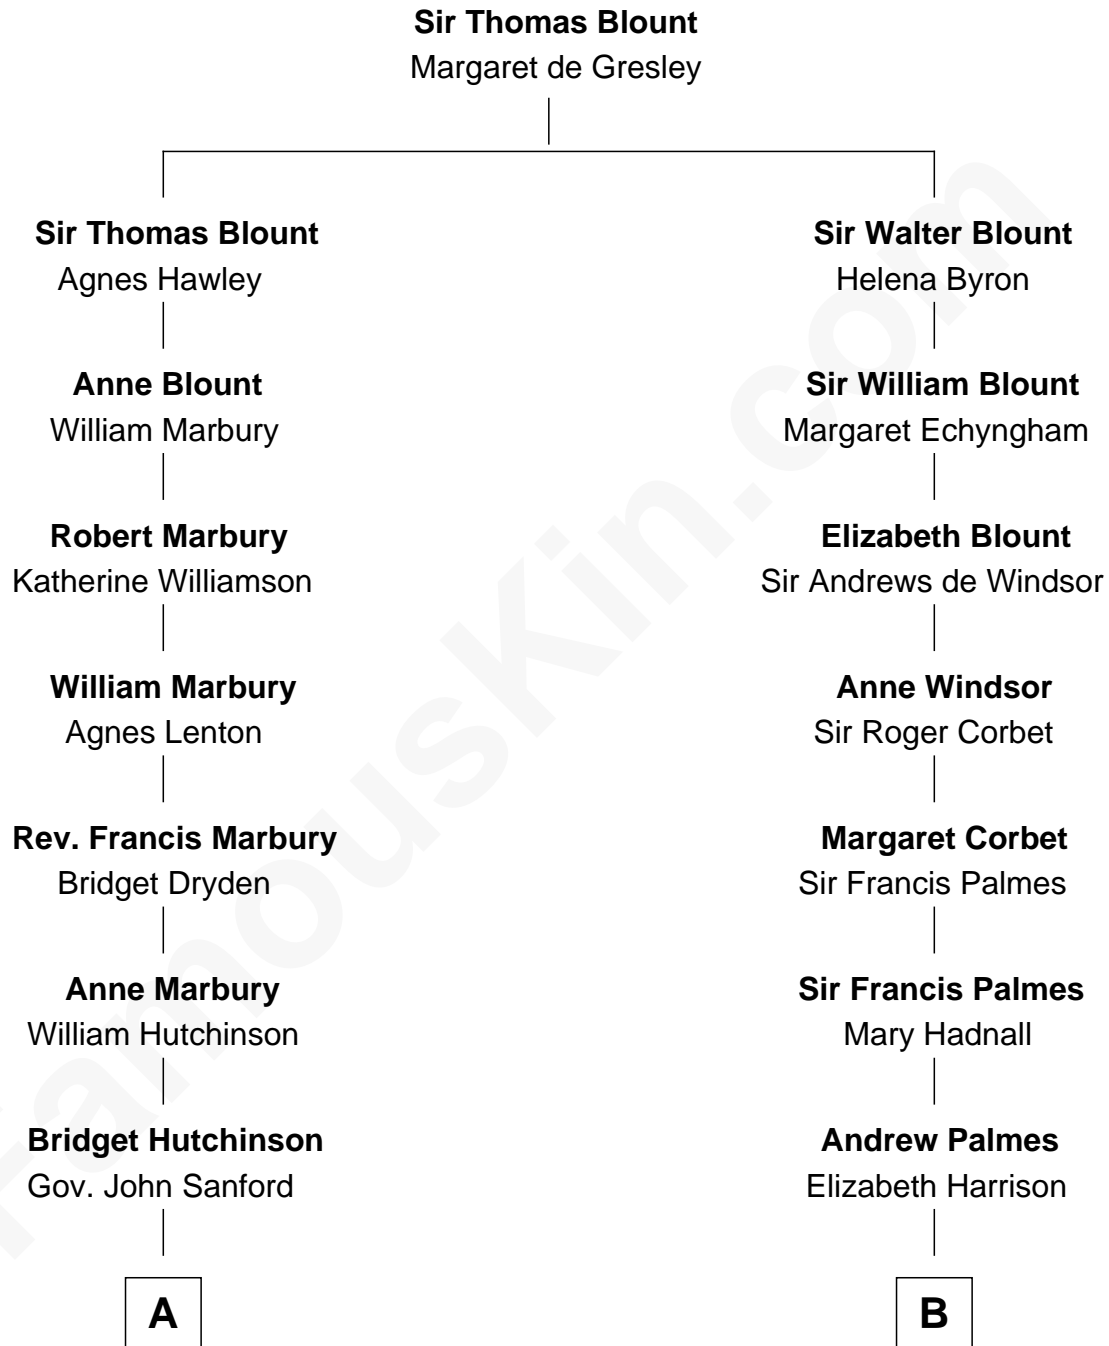 Sir Thomas Blount
Margaret de Gresley
Sir Thomas Blount
Agnes Hawley
Sir Walter Blount
Helena Byron
Anne Blount
William Marbury
Sir William Blount
Margaret Echyngham
Robert Marbury
Katherine Williamson
Elizabeth Blount
Sir Andrews de Windsor
William Marbury
Agnes Lenton
Anne Windsor
Sir Roger Corbet
Rev. Francis Marbury
Bridget Dryden
Margaret Corbet
Sir Francis Palmes
Anne Marbury
William Hutchinson
Sir Francis Palmes
Mary Hadnall
Bridget Hutchinson
Gov. John Sanford
Andrew Palmes
Elizabeth Harrison
A
B
FamousKin.com